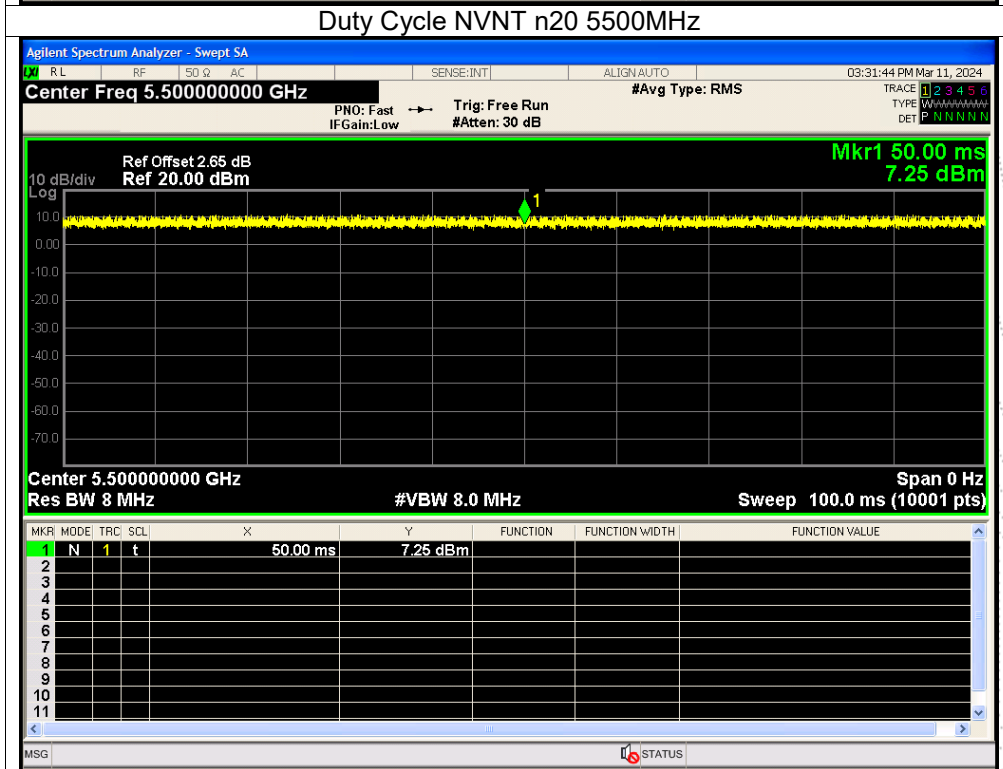 Duty Cycle NVNT n20 5500MHz
Agilent Spectrum Analyzer - Swept SA
LXI RL RF 50 Ω AC SENSE:INT ALIGN AUTO 03:31:44 PM Mar 11, 2024
Center Freq 5.500000000 GHz #Avg Type: RMS TRACE 1 2 3 4 5 6
PNO: Fast Trig: Free Run TYPE WWWWWW
IFGain:Low #Atten: 30 dB DET P N N N N N
Mkr1 50.00 ms
Ref Offset 2.65 dB
10 dB/div Ref 20.00 dBm 7.25 dBm
Log
1
10.0
0.00
-10.0
-20.0
-30.0
-40.0
-50.0
-60.0
-70.0
Center 5.500000000 GHz Span 0 Hz
Res BW 8 MHz #VBW 8.0 MHz Sweep 100.0 ms (10001 pts)
MKR MODE TRC SCL X Y FUNCTION FUNCTION WIDTH FUNCTION VALUE
1 N 1 t 50.00 ms 7.25 dBm
2
3
4
5
6
7
8
9
10
11
MSG STATUS